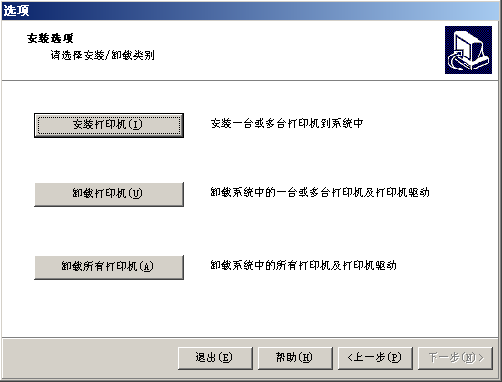 选项
安装选项
请选择安装/卸载类别
安装打印机(I) 安装一台或多台打印机到系统中
卸载打印机(U) 卸载系统中的一台或多台打印机及打印机驱动
卸载所有打印机(A) 卸载系统中的所有打印机及打印机驱动
退出(E) 帮助(H) <上一步(P) 下一步(N)>